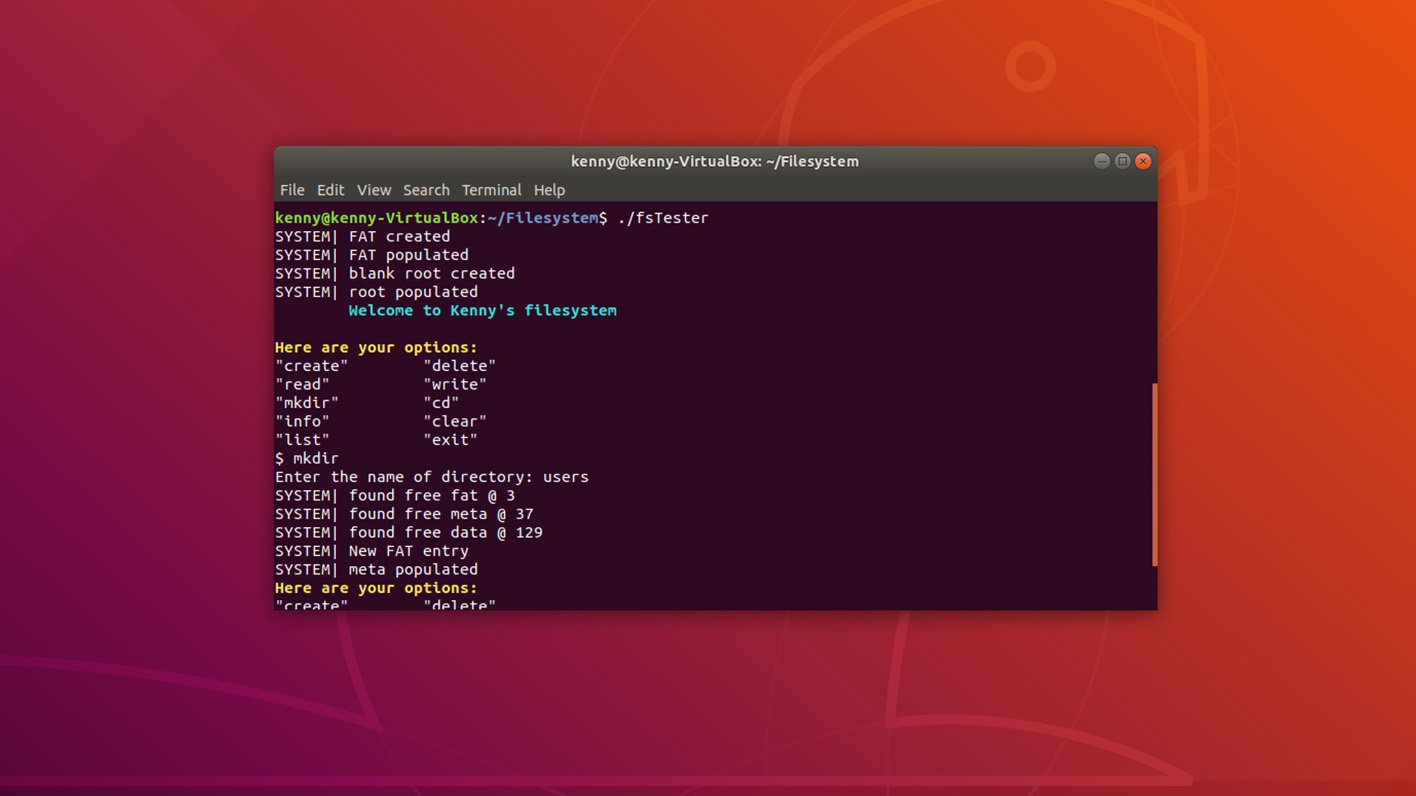 kenny@kenny-VirtualBox: ~/Filesystem
File Edit View Search Terminal Help
kenny@kenny-VirtualBox:~/Filesystem$ ./fsTester
SYSTEM| FAT created
SYSTEM| FAT populated
SYSTEM| blank root created
SYSTEM| root populated
Welcome to Kenny's filesystem
Here are your options:
"create" "delete"
"read" "write"
"mkdir" "cd"
"info" "clear"
"list" "exit"
$ mkdir
Enter the name of directory: users
SYSTEM| found free fat @ 3
SYSTEM| found free meta @ 37
SYSTEM| found free data @ 129
SYSTEM| New FAT entry
SYSTEM| meta populated
Here are your options:
"create" "delete"